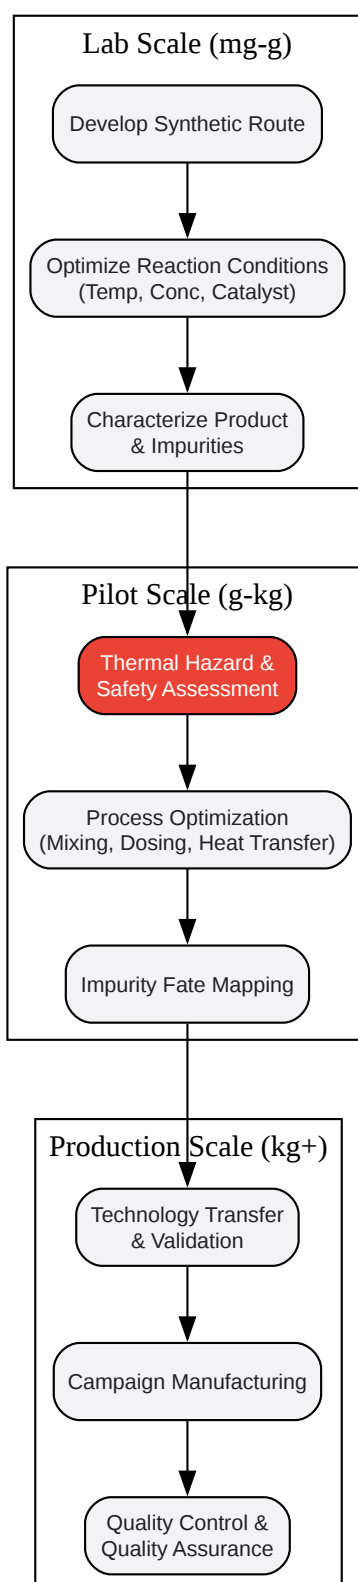 Lab Scale (mg-g)
Develop Synthetic Route
Optimize Reaction Conditions
(Temp, Conc, Catalyst)
Characterize Product
& Impurities
Pilot Scale (g-kg)
Thermal Hazard &
Safety Assessment
Process Optimization
(Mixing, Dosing, Heat Transfer)
Impurity Fate Mapping
Production Scale (kg+)
Technology Transfer
& Validation
Campaign Manufacturing
Quality Control &
Quality Assurance